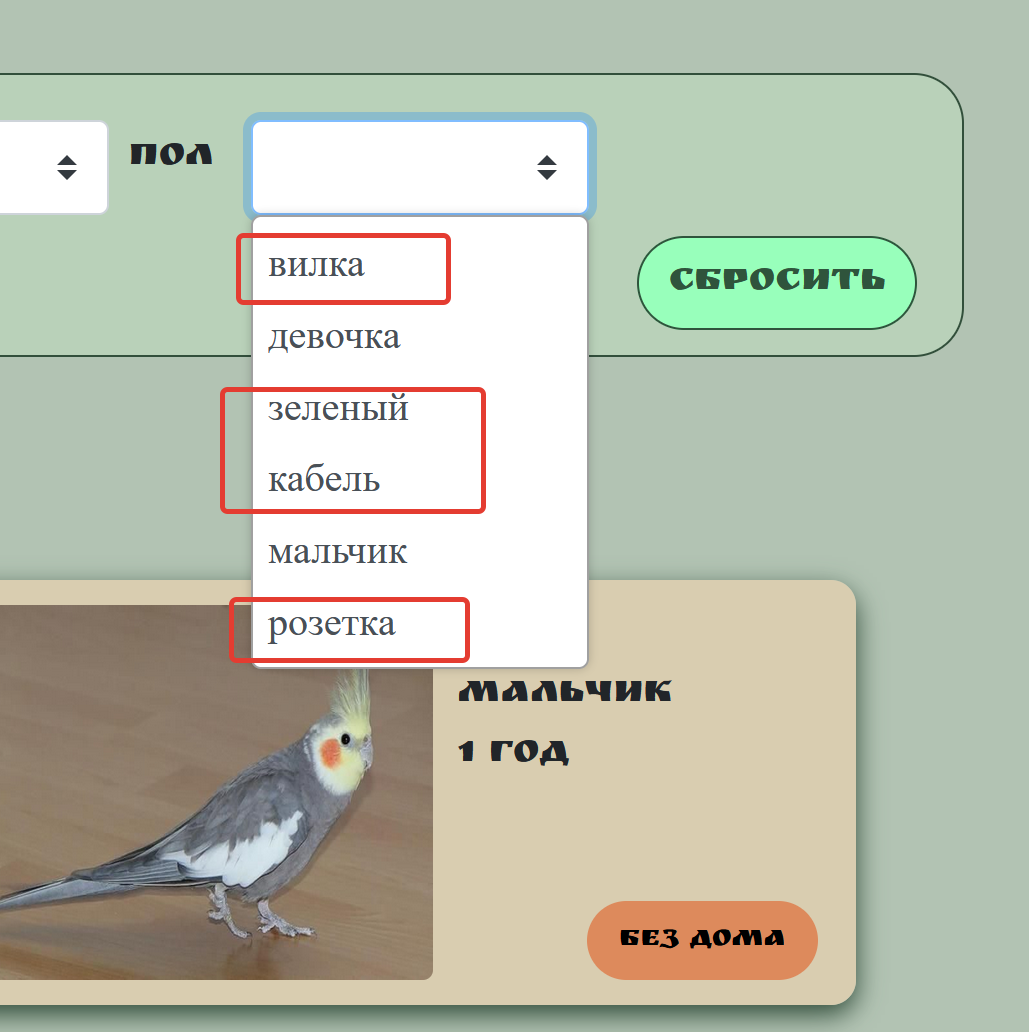 пол
вилка
девочка
зеленый
кабель
мальчик
розетка
сбросить
мальчик
1 год
без дома